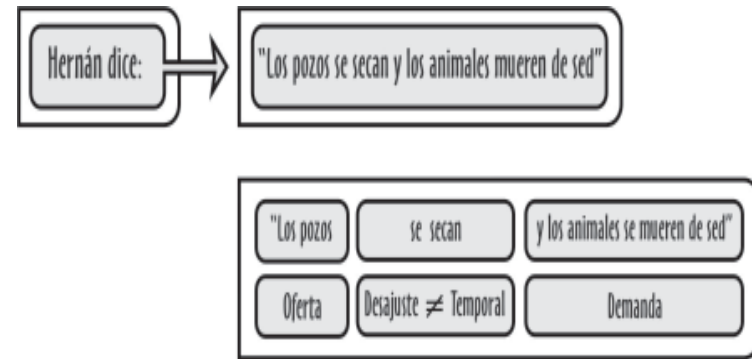 Hernán dice:
"Los pozos se secan y los animales mueren de sed"
"Los pozos
se secan
y los animales se mueren de sed"
Oferta
Desajuste ≠ Temporal
Demanda